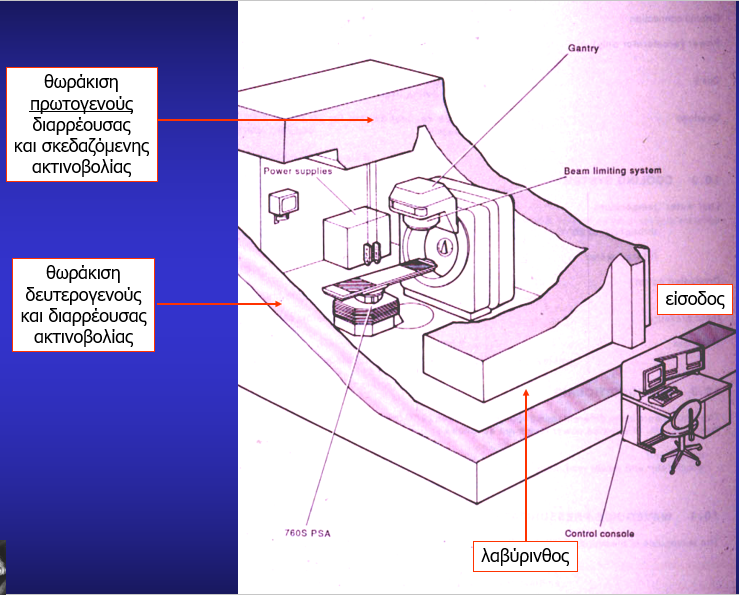 θωράκιση
πρωτογενούς
διαρρέουσας
και σκεδαζόμενης
ακτινοβολίας
θωράκιση
δευτερογενούς
και διαρρέουσας
ακτινοβολίας
Gantry
Beam limiting system
Power supplies
είσοδος
760S PSA
Control console
λαβύρινθος